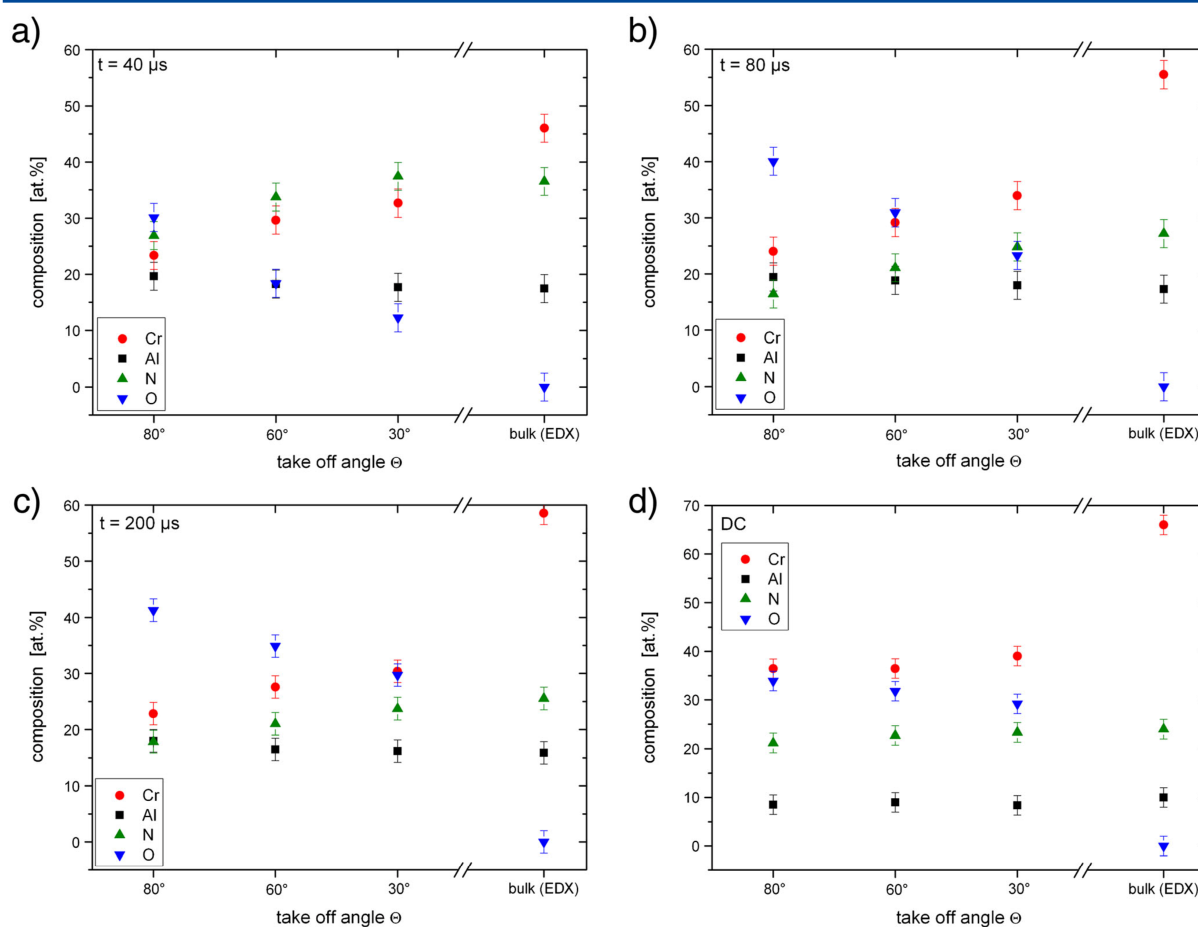 a)
t = 40 µs
composition [at.%]
60
50
40
30
20
10
0
Cr
Al
N
O
80° 60° 30° bulk (EDX)
take off angle Θ
b)
t = 80 µs
composition [at.%]
60
50
40
30
20
10
0
Cr
Al
N
O
80° 60° 30° bulk (EDX)
take off angle Θ
c)
t = 200 µs
composition [at.%]
60
50
40
30
20
10
0
Cr
Al
N
O
80° 60° 30° bulk (EDX)
take off angle Θ
d)
DC
composition [at.%]
70
60
50
40
30
20
10
0
Cr
Al
N
O
80° 60° 30° bulk (EDX)
take off angle Θ